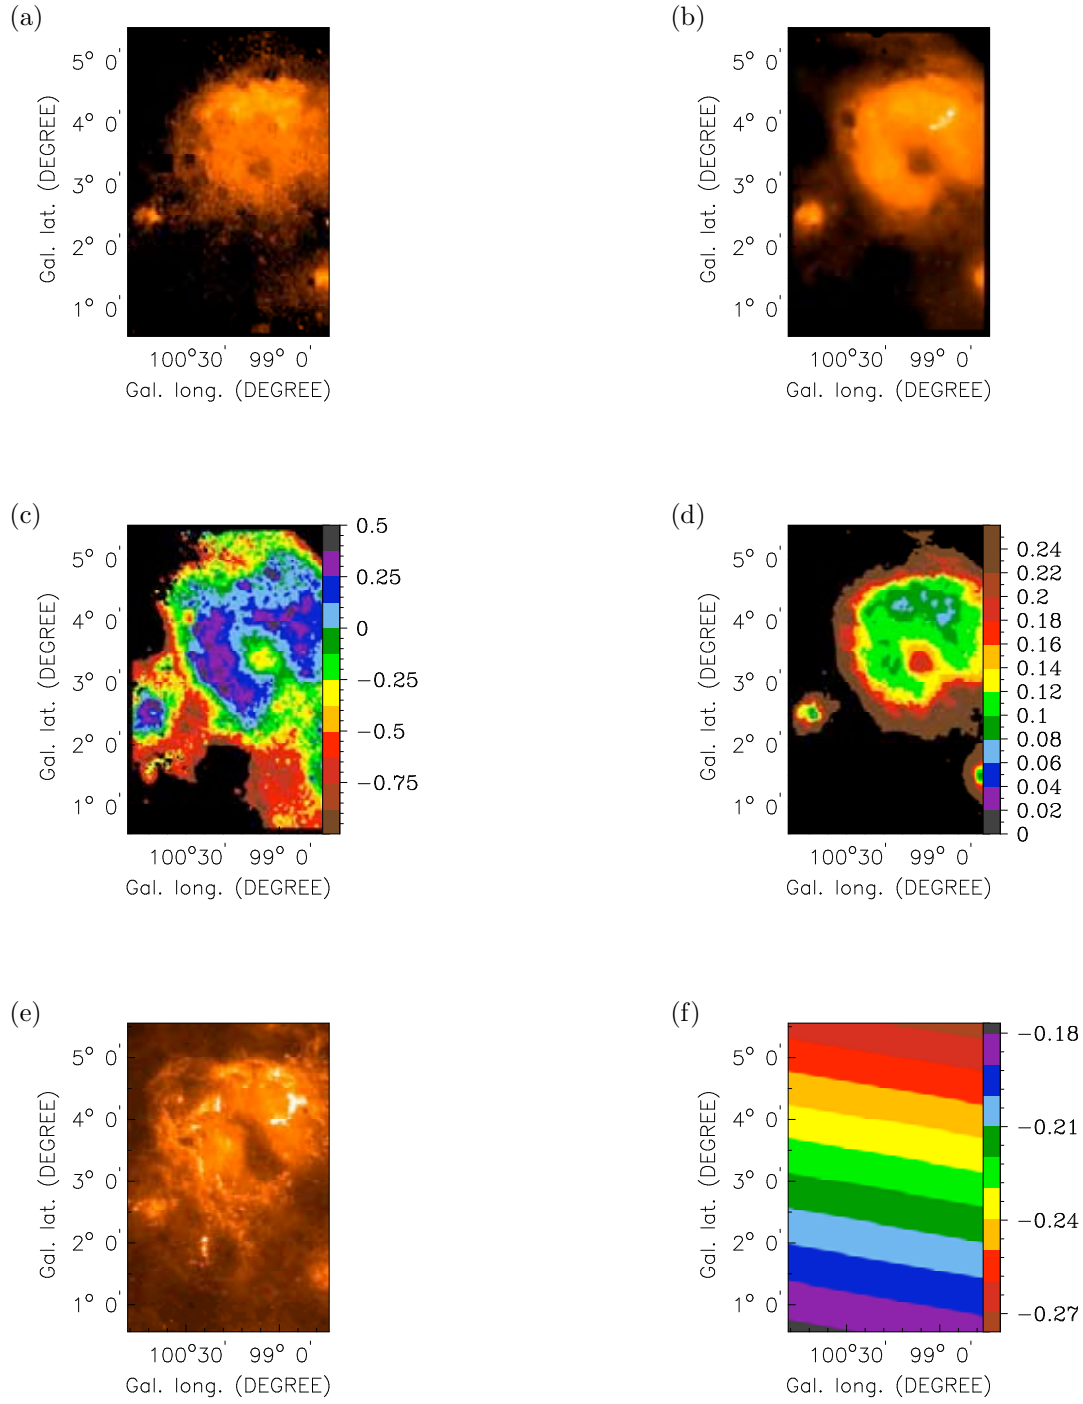 (a)
5° 0'
4° 0'
3° 0'
2° 0'
1° 0'
Gal. lat. (DEGREE)
100°30' 99° 0'
Gal. long. (DEGREE)
(b)
5° 0'
4° 0'
3° 0'
2° 0'
1° 0'
Gal. lat. (DEGREE)
100°30' 99° 0'
Gal. long. (DEGREE)
(c)
5° 0'
4° 0'
3° 0'
2° 0'
1° 0'
Gal. lat. (DEGREE)
100°30' 99° 0'
Gal. long. (DEGREE)
0.5
0.25
0
−0.25
−0.5
−0.75
(d)
5° 0'
4° 0'
3° 0'
2° 0'
1° 0'
Gal. lat. (DEGREE)
100°30' 99° 0'
Gal. long. (DEGREE)
0.24
0.22
0.2
0.18
0.16
0.14
0.12
0.1
0.08
0.06
0.04
0.02
0
(e)
5° 0'
4° 0'
3° 0'
2° 0'
1° 0'
Gal. lat. (DEGREE)
100°30' 99° 0'
Gal. long. (DEGREE)
(f)
5° 0'
4° 0'
3° 0'
2° 0'
1° 0'
Gal. lat. (DEGREE)
100°30' 99° 0'
Gal. long. (DEGREE)
−0.18
−0.21
−0.24
−0.27